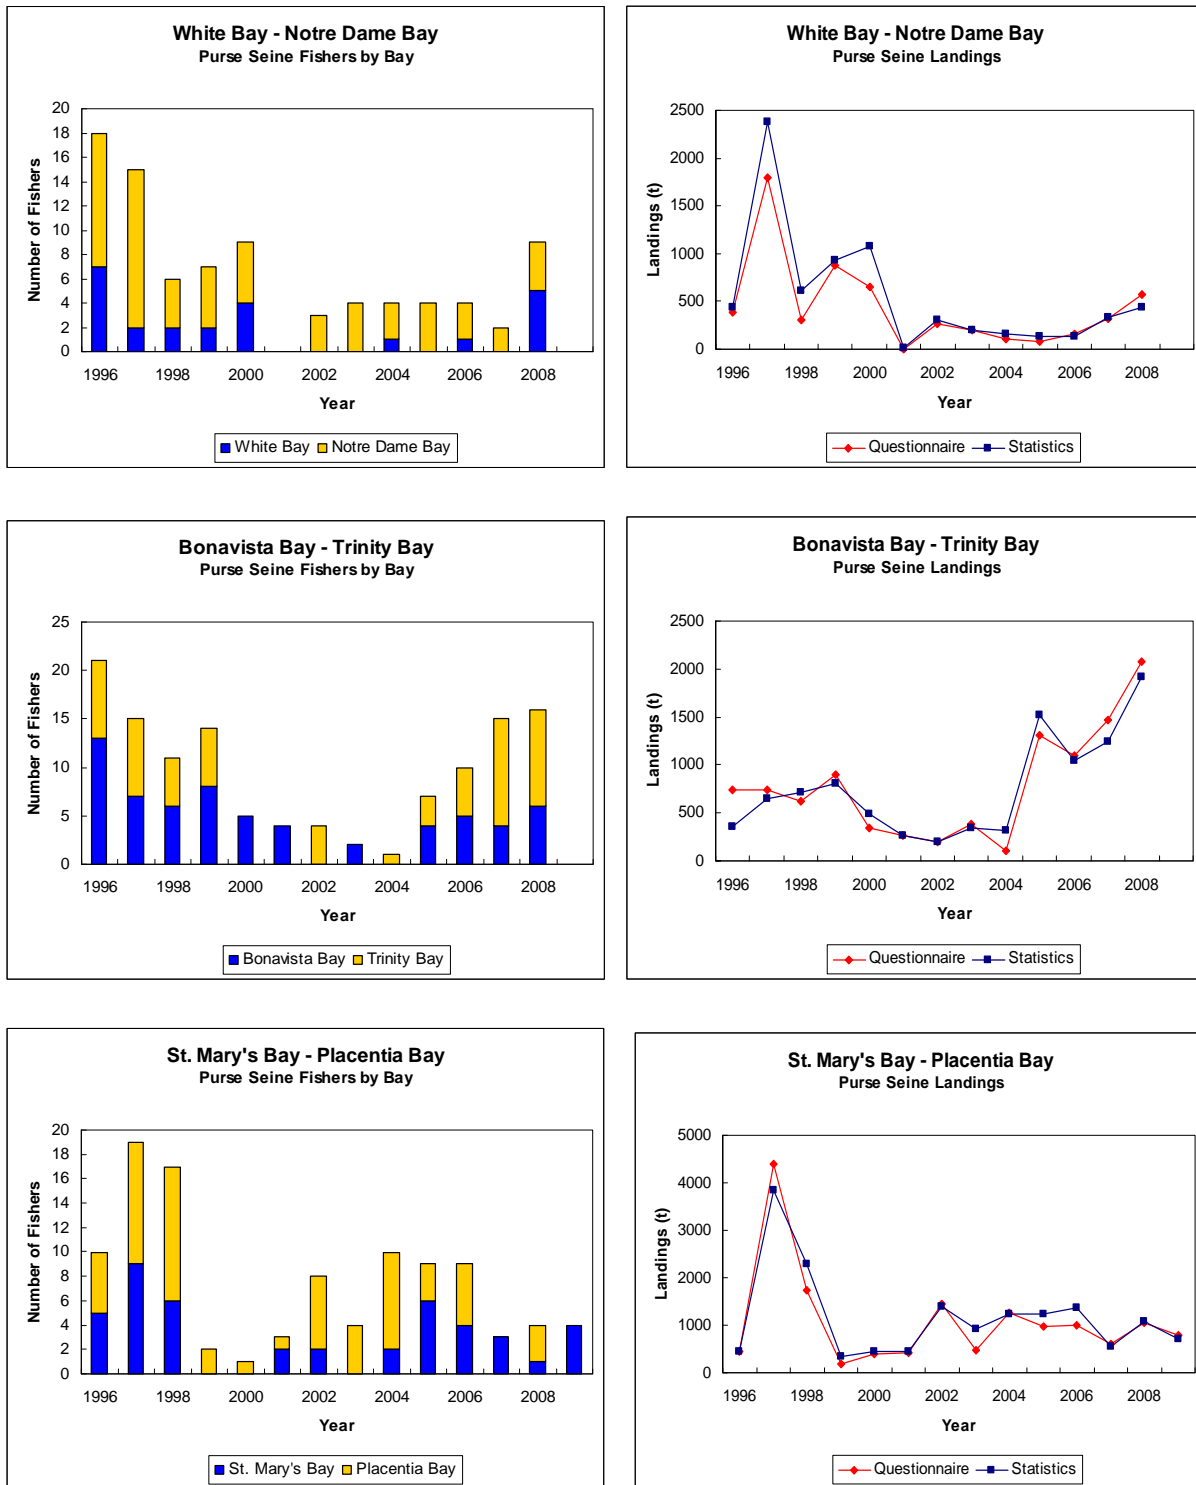 White Bay - Notre Dame Bay
Purse Seine Fishers by Bay
Number of Fishers
20
18
16
14
12
10
8
6
4
2
0
1996 1998 2000 2002 2004 2006 2008
Year
White Bay Notre Dame Bay
White Bay - Notre Dame Bay
Purse Seine Landings
Landings (t)
2500
2000
1500
1000
500
0
1996 1998 2000 2002 2004 2006 2008
Year
Questionnaire Statistics
Bonavista Bay - Trinity Bay
Purse Seine Fishers by Bay
Number of Fishers
25
20
15
10
5
0
1996 1998 2000 2002 2004 2006 2008
Year
Bonavista Bay Trinity Bay
Bonavista Bay - Trinity Bay
Purse Seine Landings
Landings (t)
2500
2000
1500
1000
500
0
1996 1998 2000 2002 2004 2006 2008
Year
Questionnaire Statistics
St. Mary's Bay - Placentia Bay
Purse Seine Fishers by Bay
Number of Fishers
20
18
16
14
12
10
8
6
4
2
0
1996 1998 2000 2002 2004 2006 2008
Year
St. Mary's Bay Placentia Bay
St. Mary's Bay - Placentia Bay
Purse Seine Landings
Landings (t)
5000
4000
3000
2000
1000
0
1996 1998 2000 2002 2004 2006 2008
Year
Questionnaire Statistics